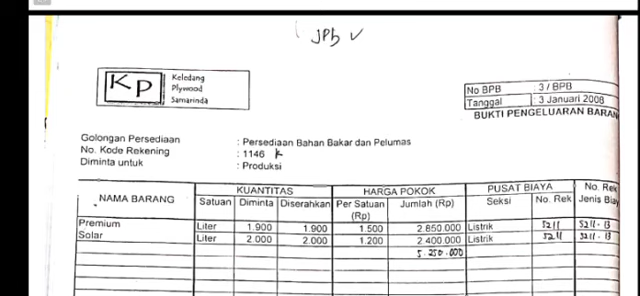 JPb ✓
KP
Keledang
Plywood
Samarinda
No BPB : 3 / BPB
Tanggal : 3 Januari 2008
BUKTI PENGELUARAN BARAN
Golongan Persediaan : Persediaan Bahan Bakar dan Pelumas
No. Kode Rekening : 1146 K
Diminta untuk : Produksi
NAMA BARANG KUANTITAS HARGA POKOK PUSAT BIAYA No. Rek
Satuan Diminta Diserahkan Per Satuan Jumlah (Rp) Seksi No. Rek Jenis Biay
(Rp)
Premium Liter 1.900 1.900 1.500 2.850.000 Listrik 5211 5211 - 13
Solar Liter 2.000 2.000 1.200 2.400.000 Listrik 5211 5211 - 13
5.250.000